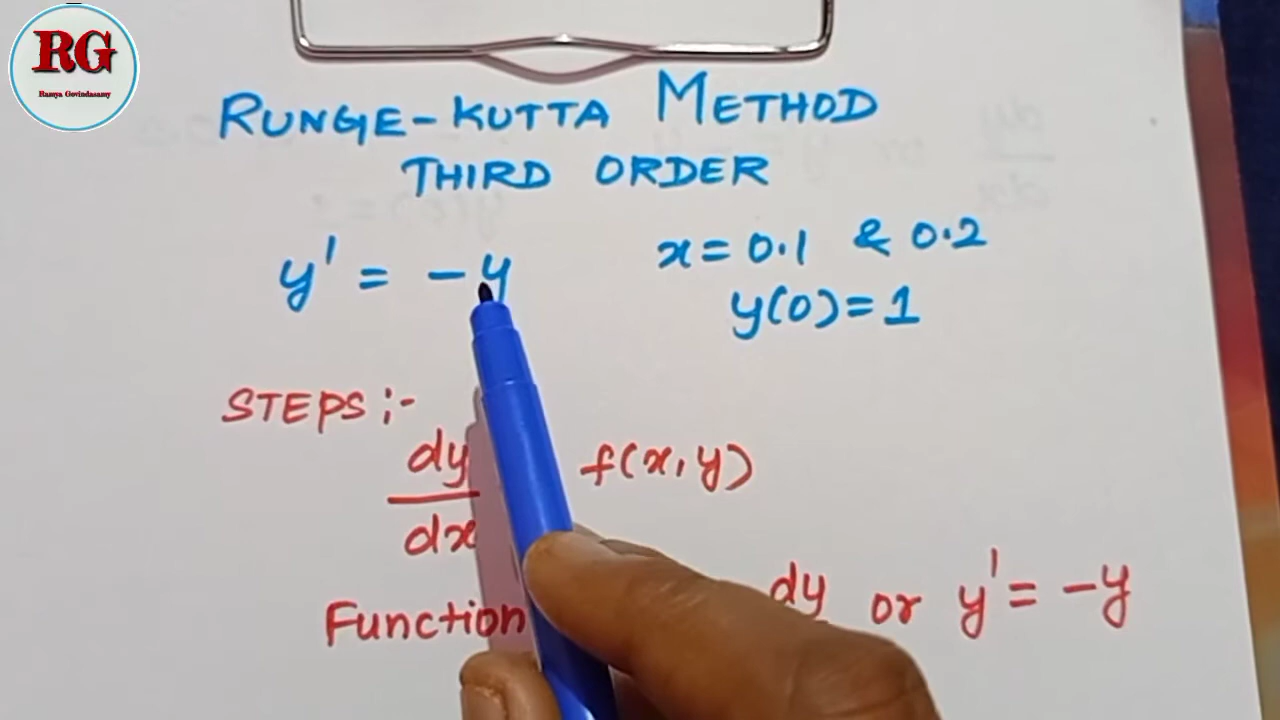 RG
Ramya Govindasamy
RUNGE-KUTTA METHOD
THIRD ORDER
y' = -y
x = 0.1 & 0.2
y(0) = 1
STEPS :-
dy
dx
f(x, y)
Function
dy or y' = -y